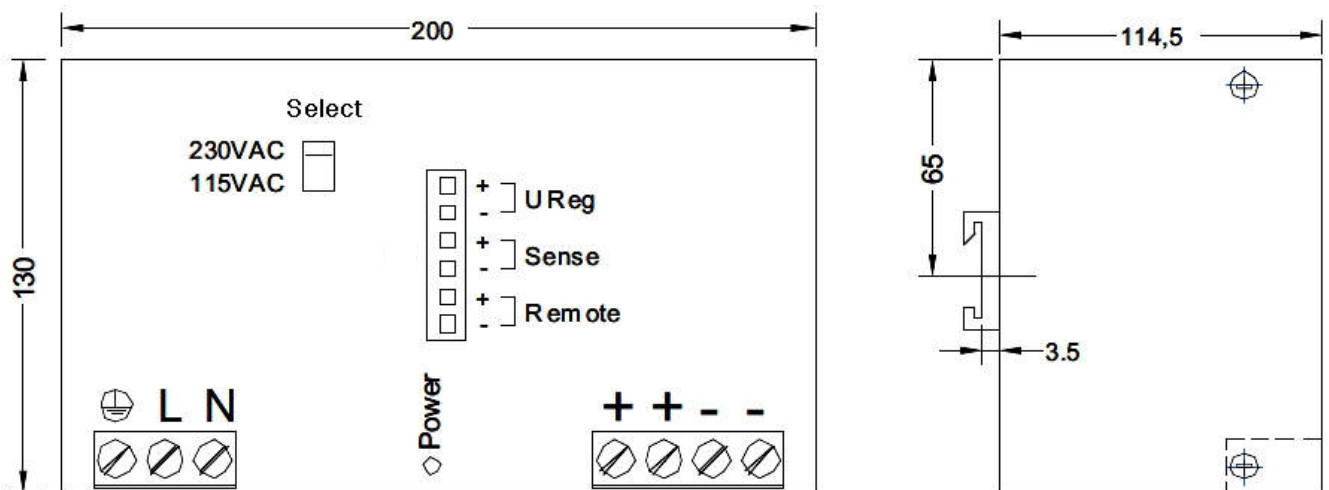 200
114,5
Select
230VAC
115VAC
65
+
-
U Reg
+
-
Sense
+
-
Remote
130
3.5
L N
Power
+ + - -